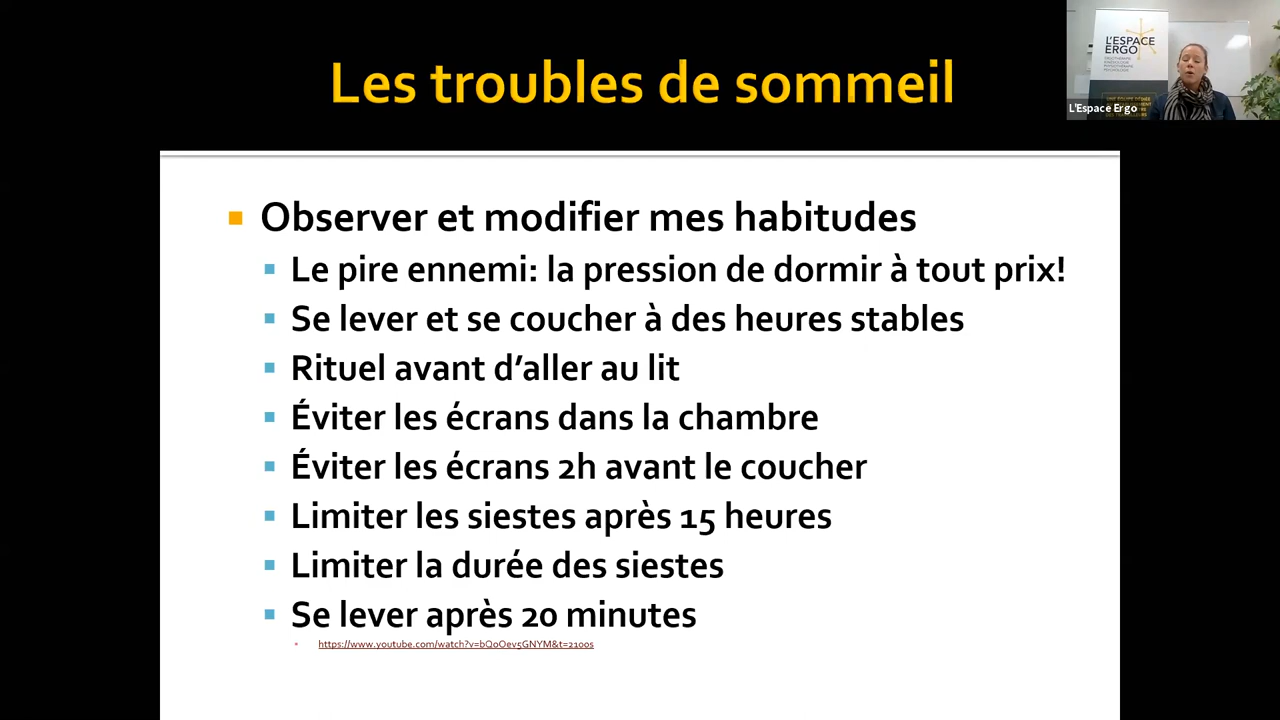 Les troubles de sommeil
L'ESPACE
ERGO
L'Espace Ergo
Observer et modifier mes habitudes
Le pire ennemi: la pression de dormir à tout prix!
Se lever et se coucher à des heures stables
Rituel avant d'aller au lit
Éviter les écrans dans la chambre
Éviter les écrans 2h avant le coucher
Limiter les siestes après 15 heures
Limiter la durée des siestes
Se lever après 20 minutes
https://www.youtube.com/watch?v=bQ0Oev5GNYM&t=2100s